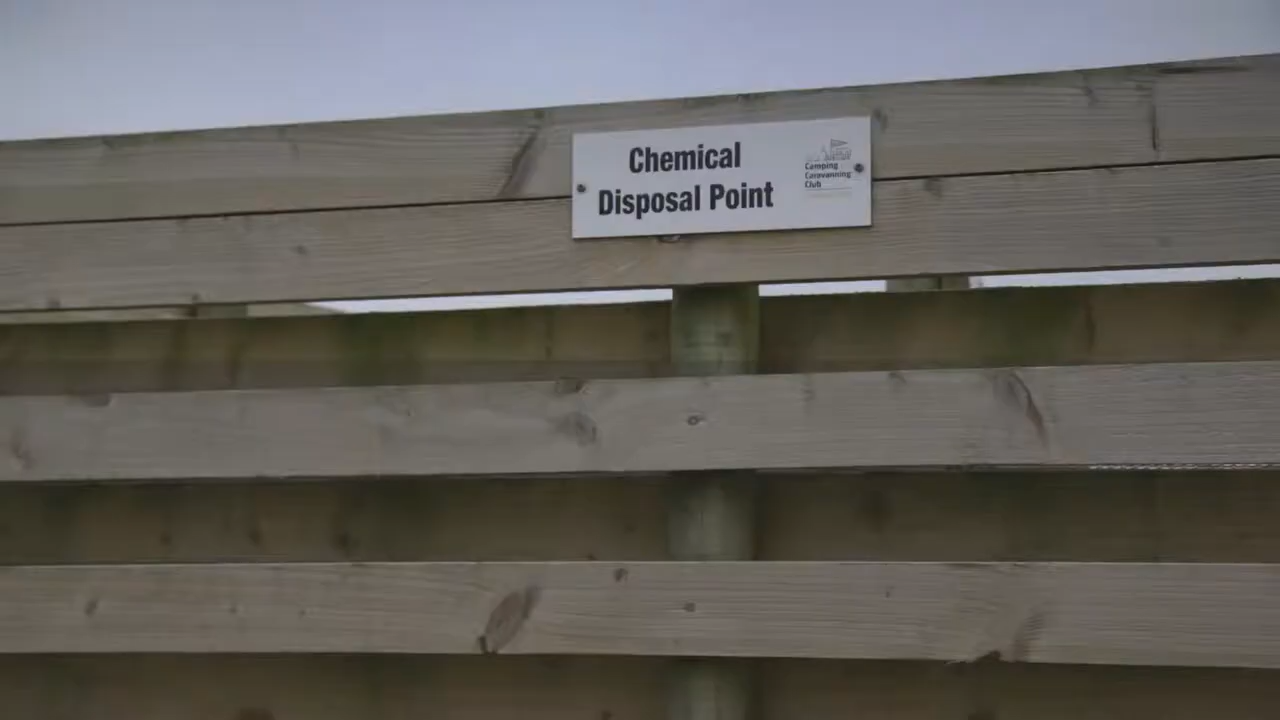 Chemical
Disposal Point
Camping
Caravanning
Club